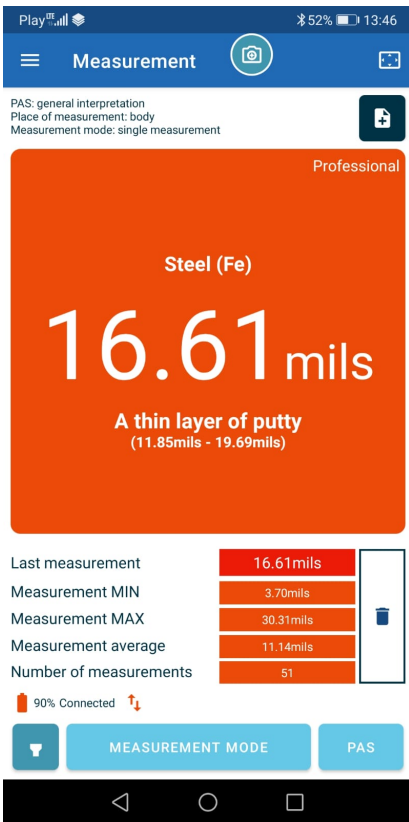 Play
52%
13:46
Measurement
PAS: general interpretation
Place of measurement: body
Measurement mode: single measurement
Professional
Steel (Fe)
16.61 mils
A thin layer of putty
(11.85mils - 19.69mils)
Last measurement 16.61mils
Measurement MIN 3.70mils
Measurement MAX 30.31mils
Measurement average 11.14mils
Number of measurements 51
90% Connected
MEASUREMENT MODE
PAS